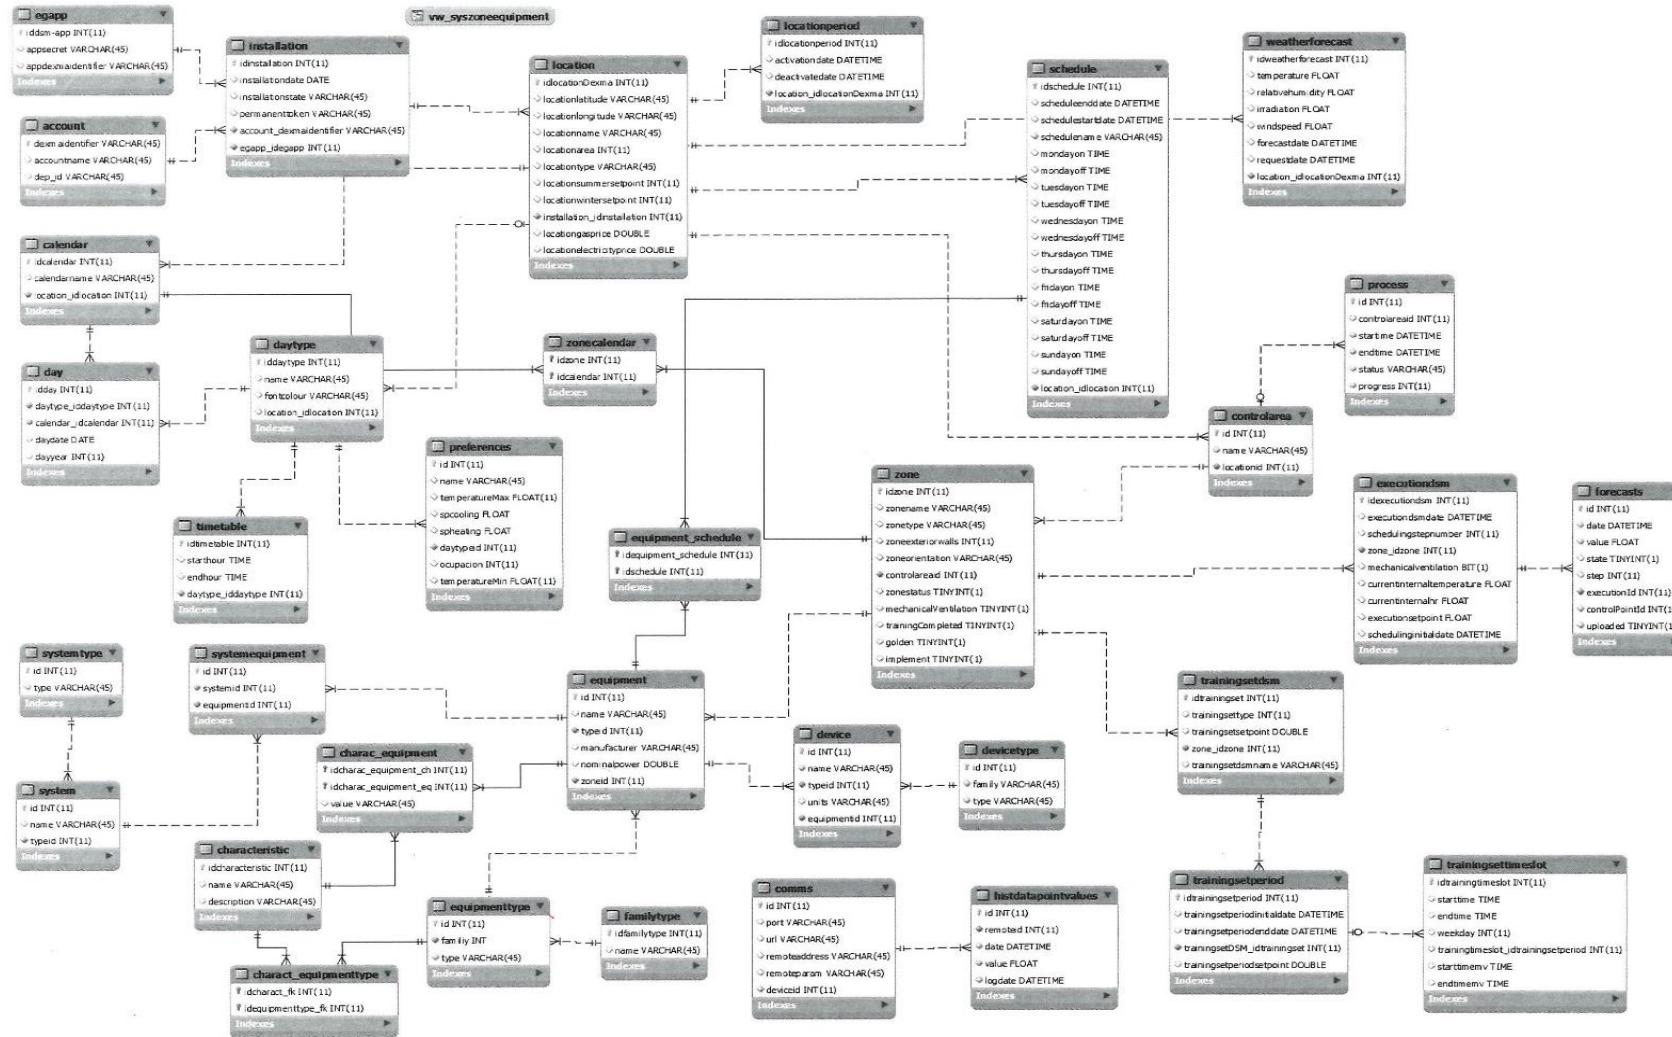 egapp
iddsm-app INT(11)
appsecret VARCHAR(45)
appdexmaidentifier VARCHAR(45)
Indexes
vw_syszoneequipment
installation
idinstallation INT(11)
installationdate DATE
installationstate VARCHAR(45)
permanenttoken VARCHAR(45)
account_dexmaidentifier VARCHAR(45)
egapp_idegapp INT(11)
Indexes
account
dexmaidentifier VARCHAR(45)
accountname VARCHAR(45)
dep_id VARCHAR(45)
Indexes
location
idlocationDexma INT(11)
locationlatitude VARCHAR(45)
locationlongitude VARCHAR(45)
locationname VARCHAR(45)
locationarea INT(11)
locationtype VARCHAR(45)
locationsummersetpoint INT(11)
locationwintersetpoint INT(11)
installation_idinstallation INT(11)
locationgasprice DOUBLE
locationelectricityprice DOUBLE
Indexes
locationperiod
idlocationperiod INT(11)
activationdate DATETIME
deactivatedate DATETIME
location_idlocationDexma INT(11)
Indexes
schedule
idschedule INT(11)
scheduleenddate DATETIME
schedulestartdate DATETIME
schedulename VARCHAR(45)
mondayon TIME
mondayoff TIME
tuesdayon TIME
tuesdayoff TIME
wednesdayon TIME
wednesdayoff TIME
thursdayon TIME
thursdayoff TIME
fridayon TIME
fridayoff TIME
saturdayon TIME
saturdayoff TIME
sundayon TIME
sundayoff TIME
location_idlocation INT(11)
Indexes
weatherforecast
idweatherforecast INT(11)
temperature FLOAT
relativehumidity FLOAT
irradiation FLOAT
windspeed FLOAT
forecastdate DATETIME
requestdate DATETIME
location_idlocationDexma INT(11)
Indexes
calendar
idcalendar INT(11)
calendarname VARCHAR(45)
location_idlocation INT(11)
Indexes
day
idday INT(11)
daytype_iddaytype INT(11)
calendar_idcalendar INT(11)
daydate DATE
dayyear INT(11)
Indexes
daytype
iddaytype INT(11)
name VARCHAR(45)
fontcolour VARCHAR(45)
location_idlocation INT(11)
Indexes
zonecalendar
idzone INT(11)
idcalendar INT(11)
Indexes
process
id INT(11)
controlareaid INT(11)
startime DATETIME
endtime DATETIME
status VARCHAR(45)
progress INT(11)
Indexes
controlarea
id INT(11)
name VARCHAR(45)
locationid INT(11)
Indexes
preferences
id INT(11)
name VARCHAR(45)
temperatureMax FLOAT(11)
spcooling FLOAT
spheating FLOAT
daytypeid INT(11)
ocupacion INT(11)
temperatureMin FLOAT(11)
Indexes
timetable
idtimetable INT(11)
starthour TIME
endhour TIME
daytype_iddaytype INT(11)
Indexes
equipment_schedule
idequipment_schedule INT(11)
idschedule INT(11)
Indexes
zone
idzone INT(11)
zonename VARCHAR(45)
zonetype VARCHAR(45)
zoneexteriorwalls INT(11)
zoneorientation VARCHAR(45)
controlareaid INT(11)
zonestatus TINYINT(1)
mechanicalVentilation TINYINT(1)
trainingCompleted TINYINT(1)
golden TINYINT(1)
implement TINYINT(1)
Indexes
executiondsm
idexecutiondsm INT(11)
executiondsmdate DATETIME
schedulingstepnumber INT(11)
zone_idzone INT(11)
mechanicalventilation BIT(1)
currentinternaltemperature FLOAT
currentinternalhr FLOAT
executionsetpoint FLOAT
schedulinginitialdate DATETIME
Indexes
forecasts
id INT(11)
date DATETIME
value FLOAT
state TINYINT(1)
step INT(11)
executionId INT(11)
controlPointId INT(1
uploaded TINYINT(1
Indexes
systemtype
id INT(11)
type VARCHAR(45)
Indexes
systemequipment
id INT(11)
systemid INT(11)
equipmentid INT(11)
Indexes
equipment
id INT(11)
name VARCHAR(45)
typeid INT(11)
manufacturer VARCHAR(45)
nominalpower DOUBLE
zoneid INT(11)
Indexes
trainingsetdsm
idtrainingset INT(11)
trainingsettype INT(11)
trainingsetsetpoint DOUBLE
zone_idzone INT(11)
trainingsetdsmname VARCHAR(45)
Indexes
device
id INT(11)
name VARCHAR(45)
typeid INT(11)
units VARCHAR(45)
equipmentid INT(11)
Indexes
devicetype
id INT(11)
family VARCHAR(45)
type VARCHAR(45)
Indexes
charac_equipment
idcharac_equipment_ch INT(11)
idcharac_equipment_eq INT(11)
value VARCHAR(45)
Indexes
system
id INT(11)
name VARCHAR(45)
typeid INT(11)
Indexes
characteristic
idcharacteristic INT(11)
name VARCHAR(45)
description VARCHAR(45)
Indexes
equipmenttype
id INT(11)
familiy INT
type VARCHAR(45)
Indexes
familytype
idfamilytype INT(11)
name VARCHAR(45)
Indexes
comms
id INT(11)
port VARCHAR(45)
url VARCHAR(45)
remoteaddress VARCHAR(45)
remoteparam VARCHAR(45)
deviceid INT(11)
Indexes
histdatapointvalues
id INT(11)
remoteid INT(11)
date DATETIME
value FLOAT
logdate DATETIME
Indexes
trainingsetperiod
idtrainingsetperiod INT(11)
trainingsetperiodinitialdate DATETIME
trainingsetperiodenddate DATETIME
trainingsetDSM_idtrainingset INT(11)
trainingsetperiodsetpoint DOUBLE
Indexes
trainingsettimeslot
idtrainingtimeslot INT(11)
starttime TIME
endtime TIME
weekday INT(11)
trainingtimeslot_idtrainingsetperiod INT(11)
starttimemv TIME
endtimemv TIME
Indexes
charact_equipmenttype
idcharact_fk INT(11)
idequipmenttype_fk INT(11)
Indexes